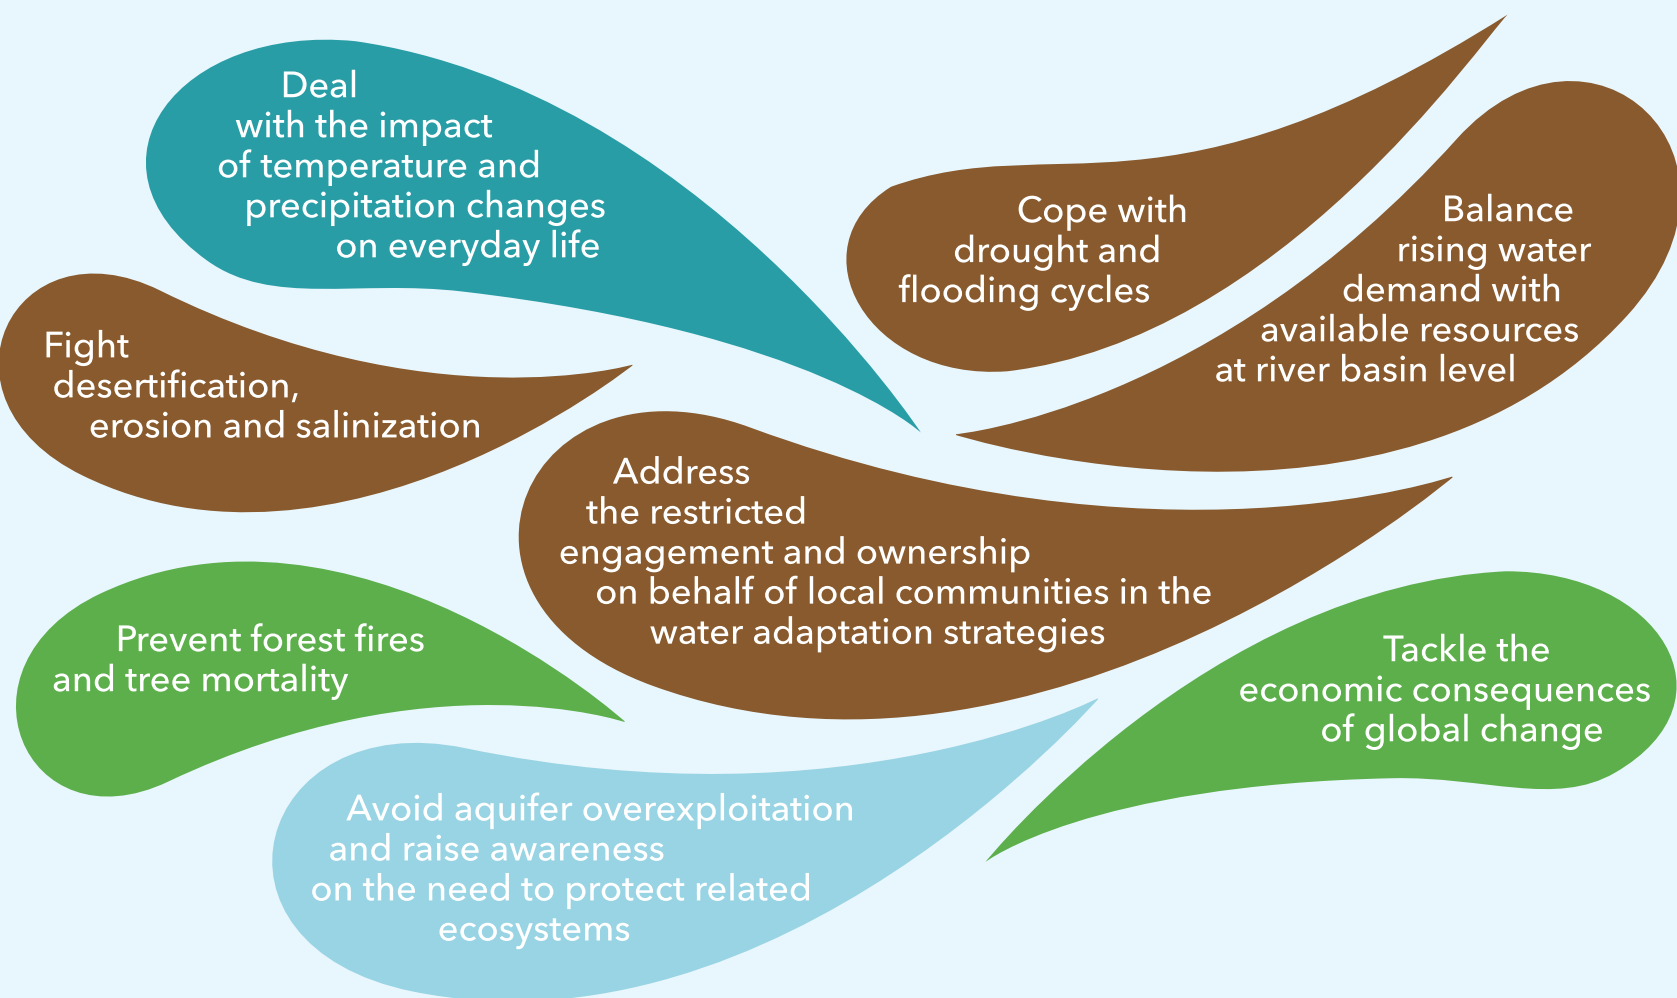 Deal
with the impact
of temperature and
precipitation changes
on everyday life
Cope with
drought and
flooding cycles
Balance
rising water
demand with
available resources
at river basin level
Fight
desertification,
erosion and salinization
Address
the restricted
engagement and ownership
on behalf of local communities in the
water adaptation strategies
Prevent forest fires
and tree mortality
Tackle the
economic consequences
of global change
Avoid aquifer overexploitation
and raise awareness
on the need to protect related
ecosystems